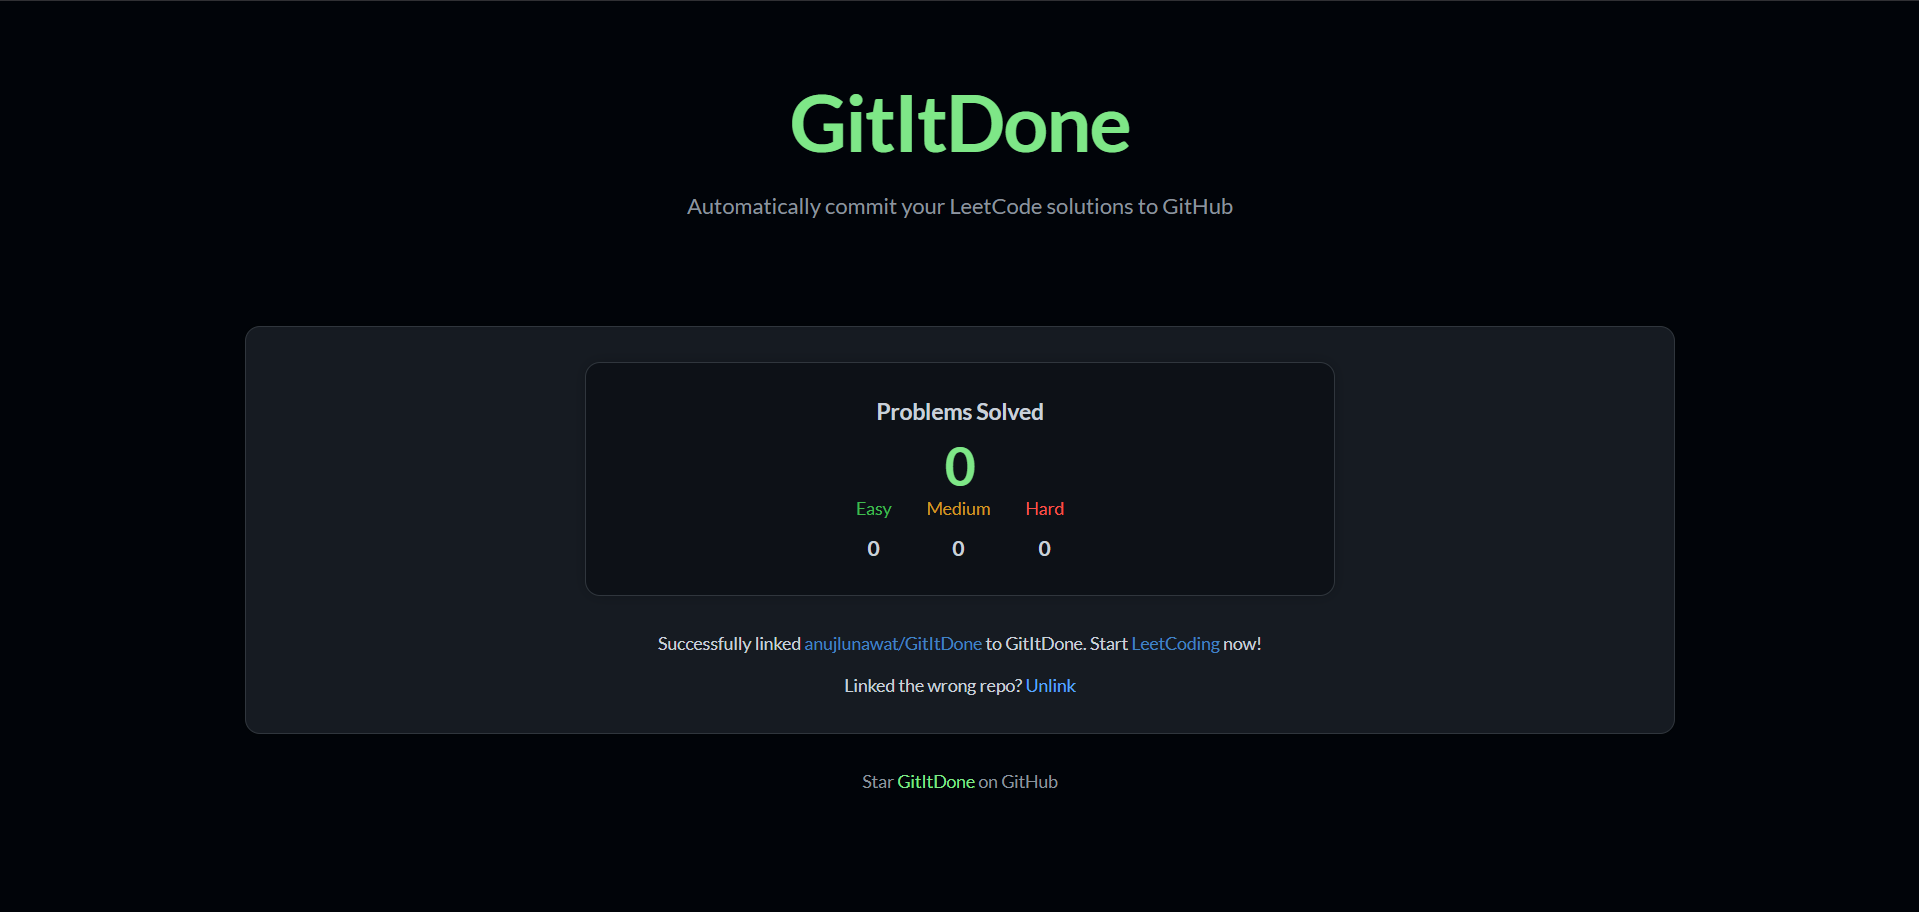 GitItDone
Automatically commit your LeetCode solutions to GitHub
Problems Solved
0
Easy Medium Hard
0 0 0
Successfully linked anujlunawat/GitItDone to GitItDone. Start LeetCoding now!
Linked the wrong repo? Unlink
Star GitItDone on GitHub